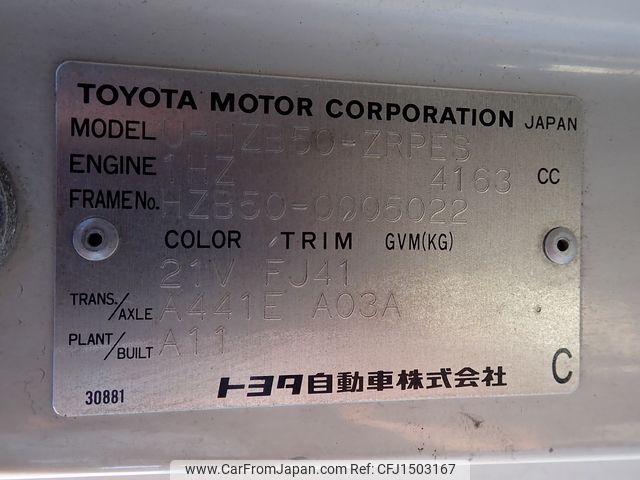 TOYOTA MOTOR CORPORATION JAPAN
MODEL U-HZB50-ZRPES
ENGINE 1HZ 4163 CC
FRAME No. HZB50-0005022
COLOR / TRIM GVM(KG)
21V FJ41
TRANS./AXLE A441E A03A
PLANT/BUILT A11
30881 トヨタ自動車株式会社 C
www.CarFromJapan.com | © CarFromJapan.com - CFJ1503167